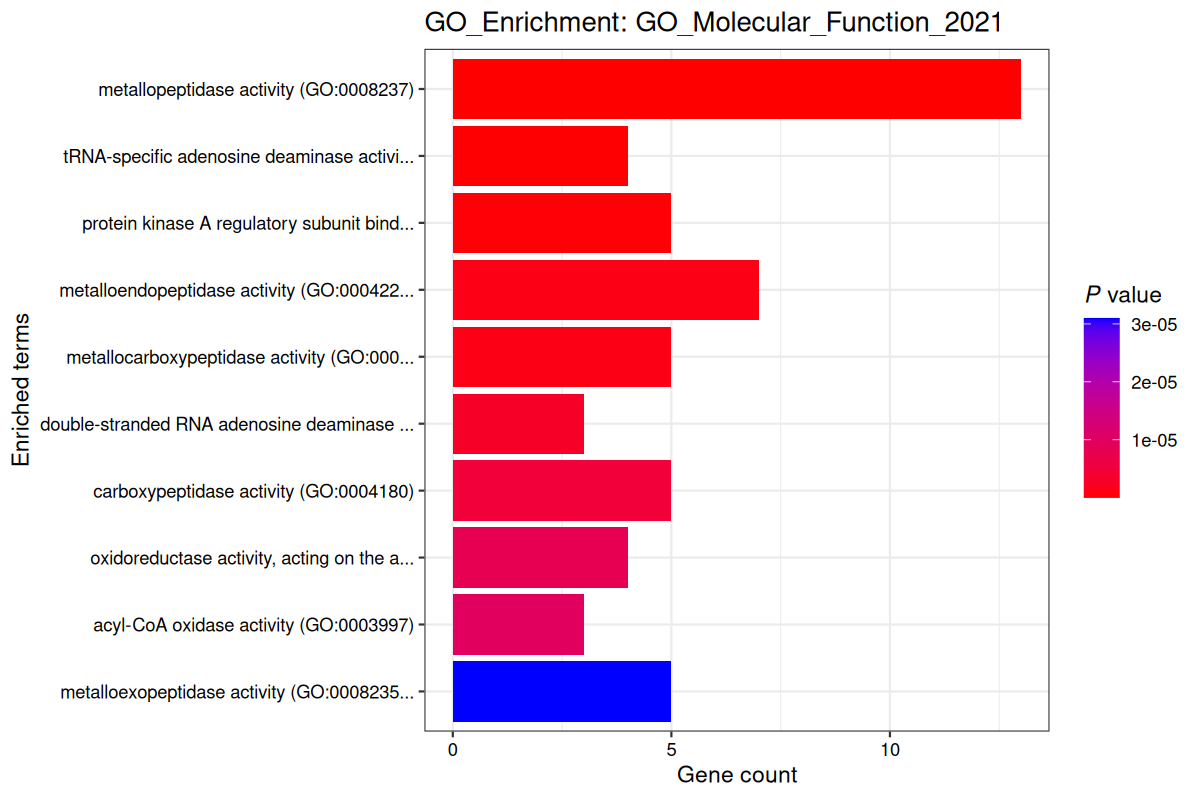 GO_Enrichment: GO_Molecular_Function_2021
metallopeptidase activity (GO:0008237)
tRNA-specific adenosine deaminase activi...
protein kinase A regulatory subunit bind...
metalloendopeptidase activity (GO:000422...
metallocarboxypeptidase activity (GO:000...
double-stranded RNA adenosine deaminase ...
carboxypeptidase activity (GO:0004180)
oxidoreductase activity, acting on the a...
acyl-CoA oxidase activity (GO:0003997)
metalloexopeptidase activity (GO:0008235...
Enriched terms
0 5 10
Gene count
P value
3e-05
2e-05
1e-05